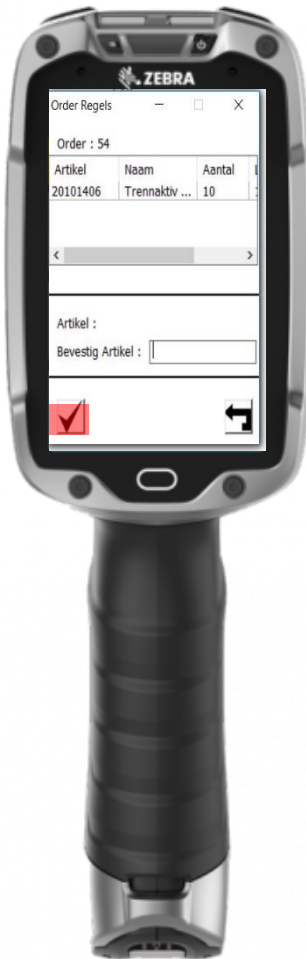 ZEBRA
Order Regels
Order : 54
Artikel Naam Aantal
20101406 Trennaktiv ... 10
Artikel :
Bevestig Artikel :